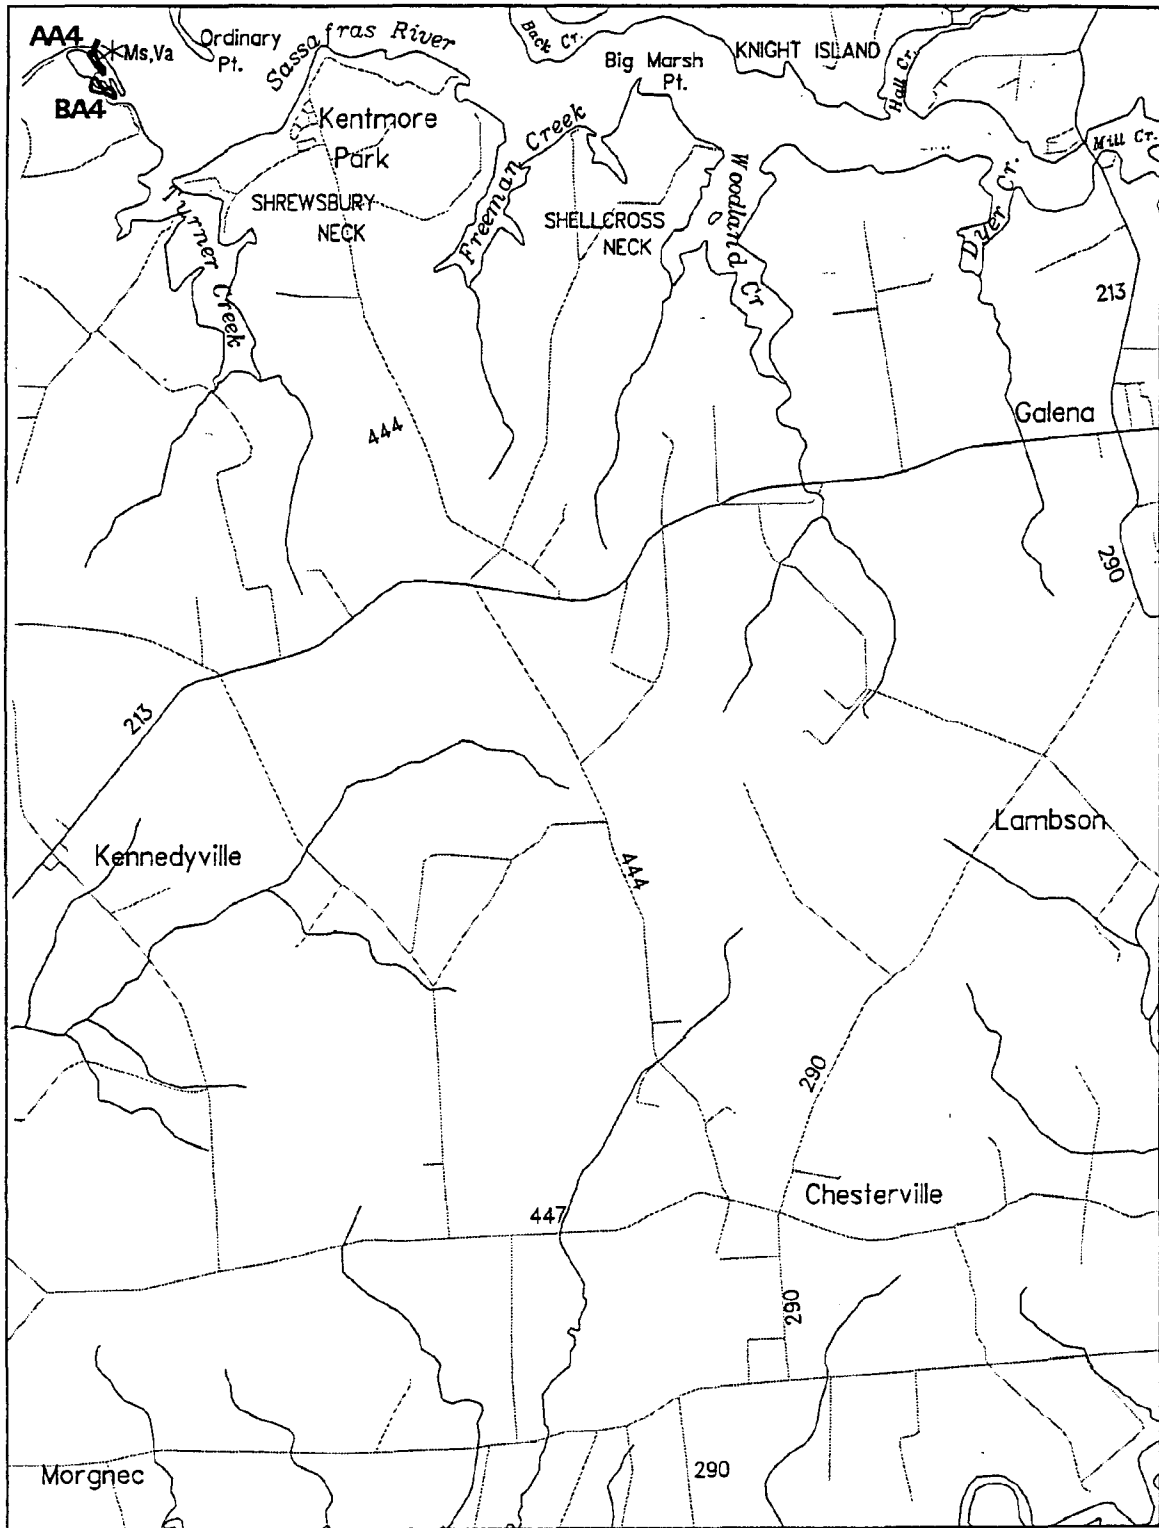 AA4
Ms,Va
BA4
Ordinary
Pt.
Sassafras River
Back Cr.
Big Marsh
Pt.
KNIGHT ISLAND
Hall Cr.
Mill Cr.
Kentmore
Park
SHREWSBURY
NECK
Turner Creek
Freeman Creek
SHELLCROSS
NECK
Woodland Cr
Dyer Cr.
213
444
Galena
290
213
Kennedyville
Lambson
444
290
Chesterville
447
290
Morgnec
290